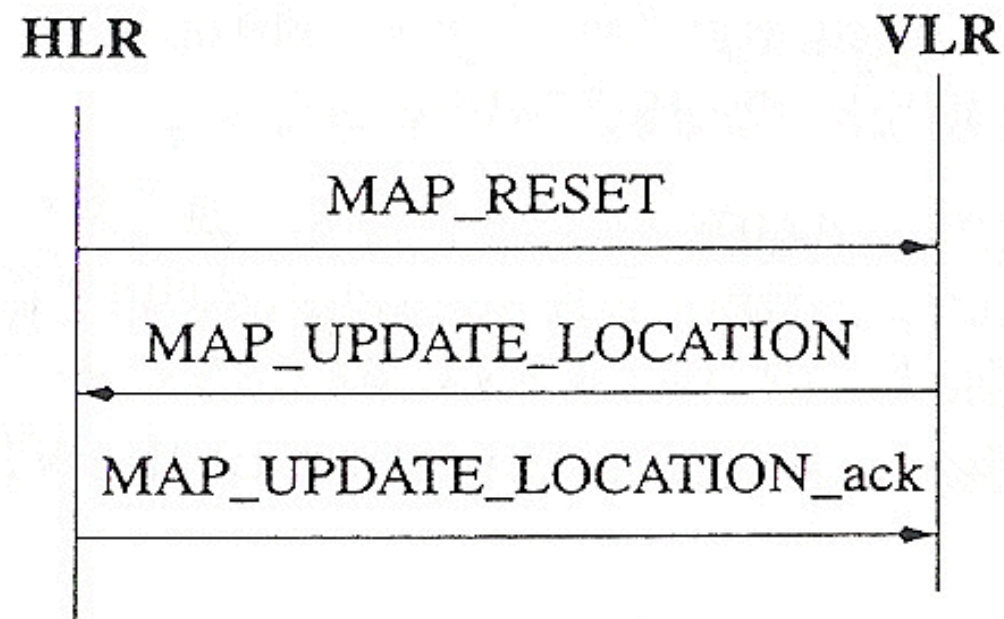 HLR VLR
MAP_RESET
MAP_UPDATE_LOCATION
MAP_UPDATE_LOCATION_ack